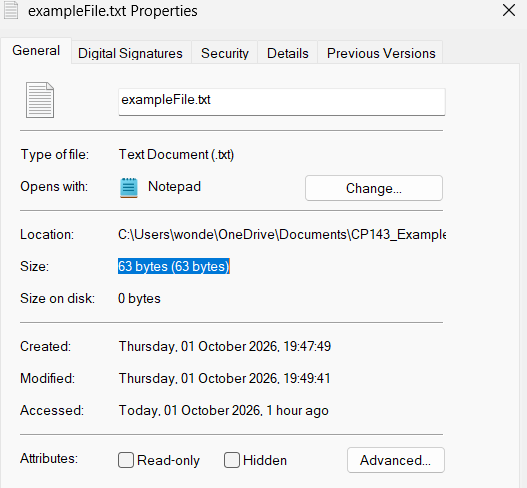 exampleFile.txt Properties
General Digital Signatures Security Details Previous Versions
exampleFile.txt
Type of file: Text Document (.txt)
Opens with: Notepad Change...
Location: C:\Users\wonde\OneDrive\Documents\CP143_Example
Size: 63 bytes (63 bytes)
Size on disk: 0 bytes
Created: Thursday, 01 October 2026, 19:47:49
Modified: Thursday, 01 October 2026, 19:49:41
Accessed: Today, 01 October 2026, 1 hour ago
Attributes: Read-only Hidden Advanced...